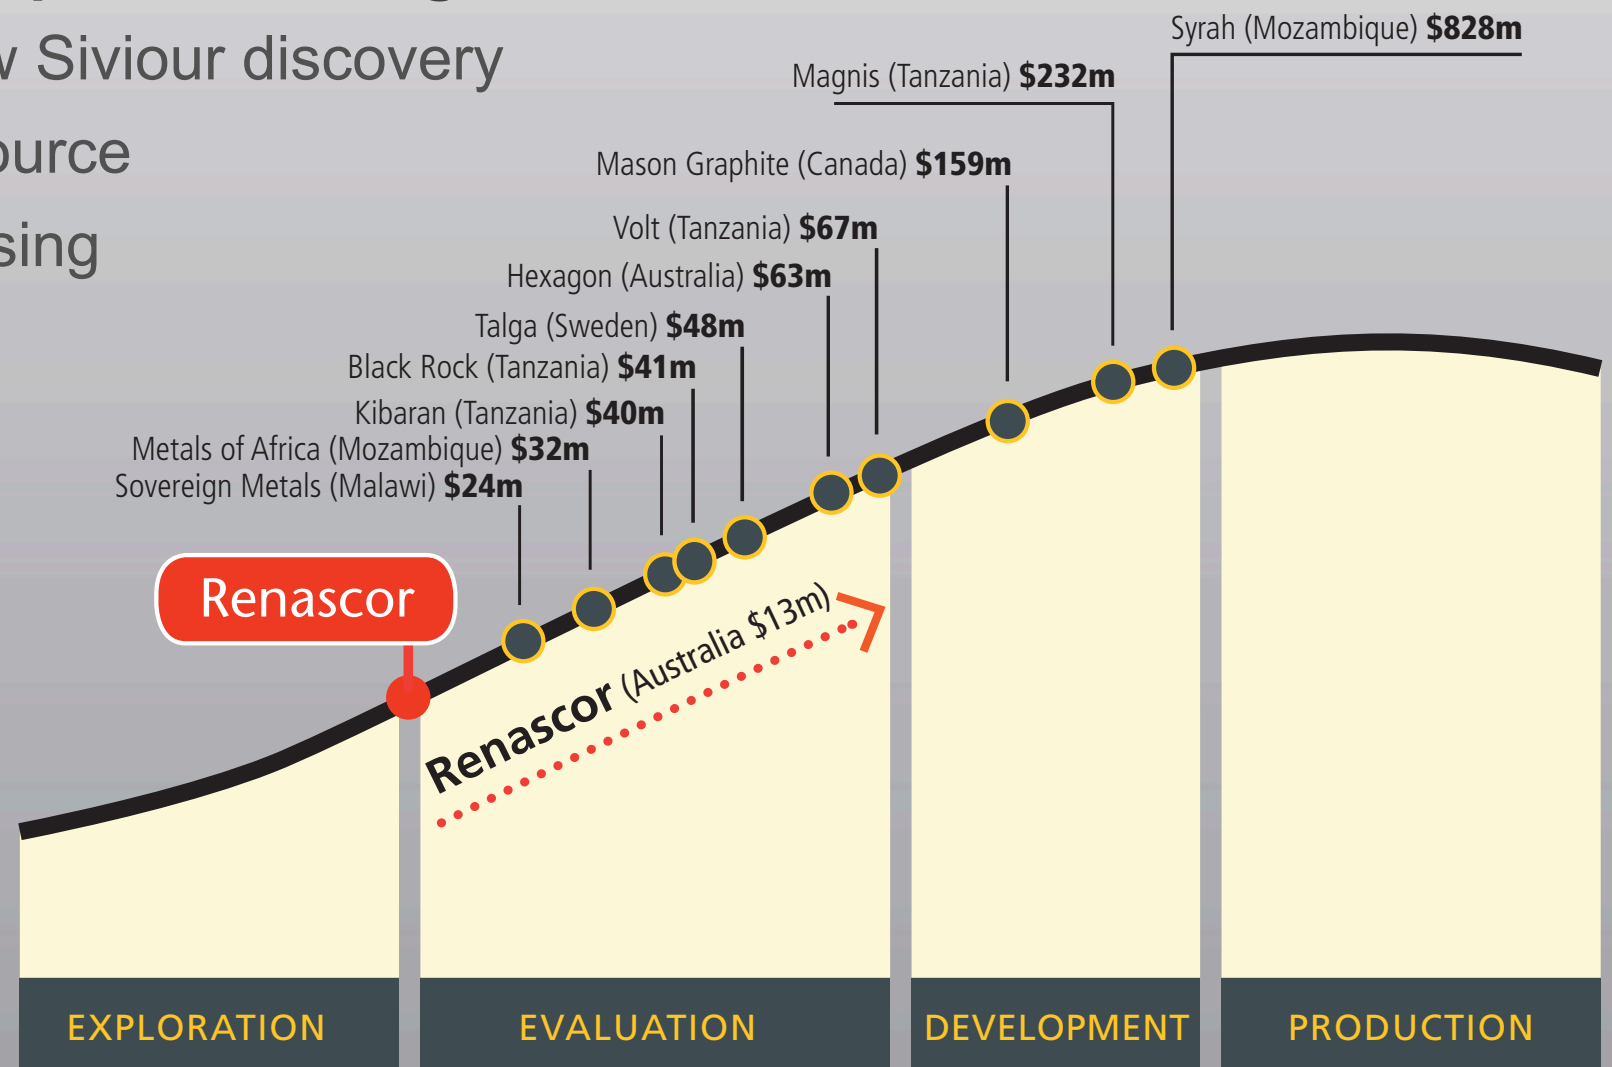 w Siviour discovery
Syrah (Mozambique) $828m
Magnis (Tanzania) $232m
Mason Graphite (Canada) $159m
Volt (Tanzania) $67m
Hexagon (Australia) $63m
Talga (Sweden) $48m
Black Rock (Tanzania) $41m
Kibaran (Tanzania) $40m
Metals of Africa (Mozambique) $32m
Sovereign Metals (Malawi) $24m
Renascor
Renascor (Australia $13m)
EXPLORATION
EVALUATION
DEVELOPMENT
PRODUCTION